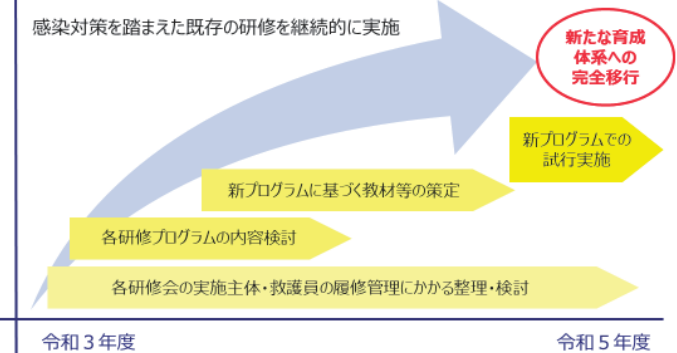 感染対策を踏まえた既存の研修を継続的に実施
新たな育成
体系への
完全移行
新プログラムでの
試行実施
新プログラムに基づく教材等の策定
各研修プログラムの内容検討
各研修会の実施主体・救護員の履修管理にかかる整理・検討
令和３年度
令和５年度